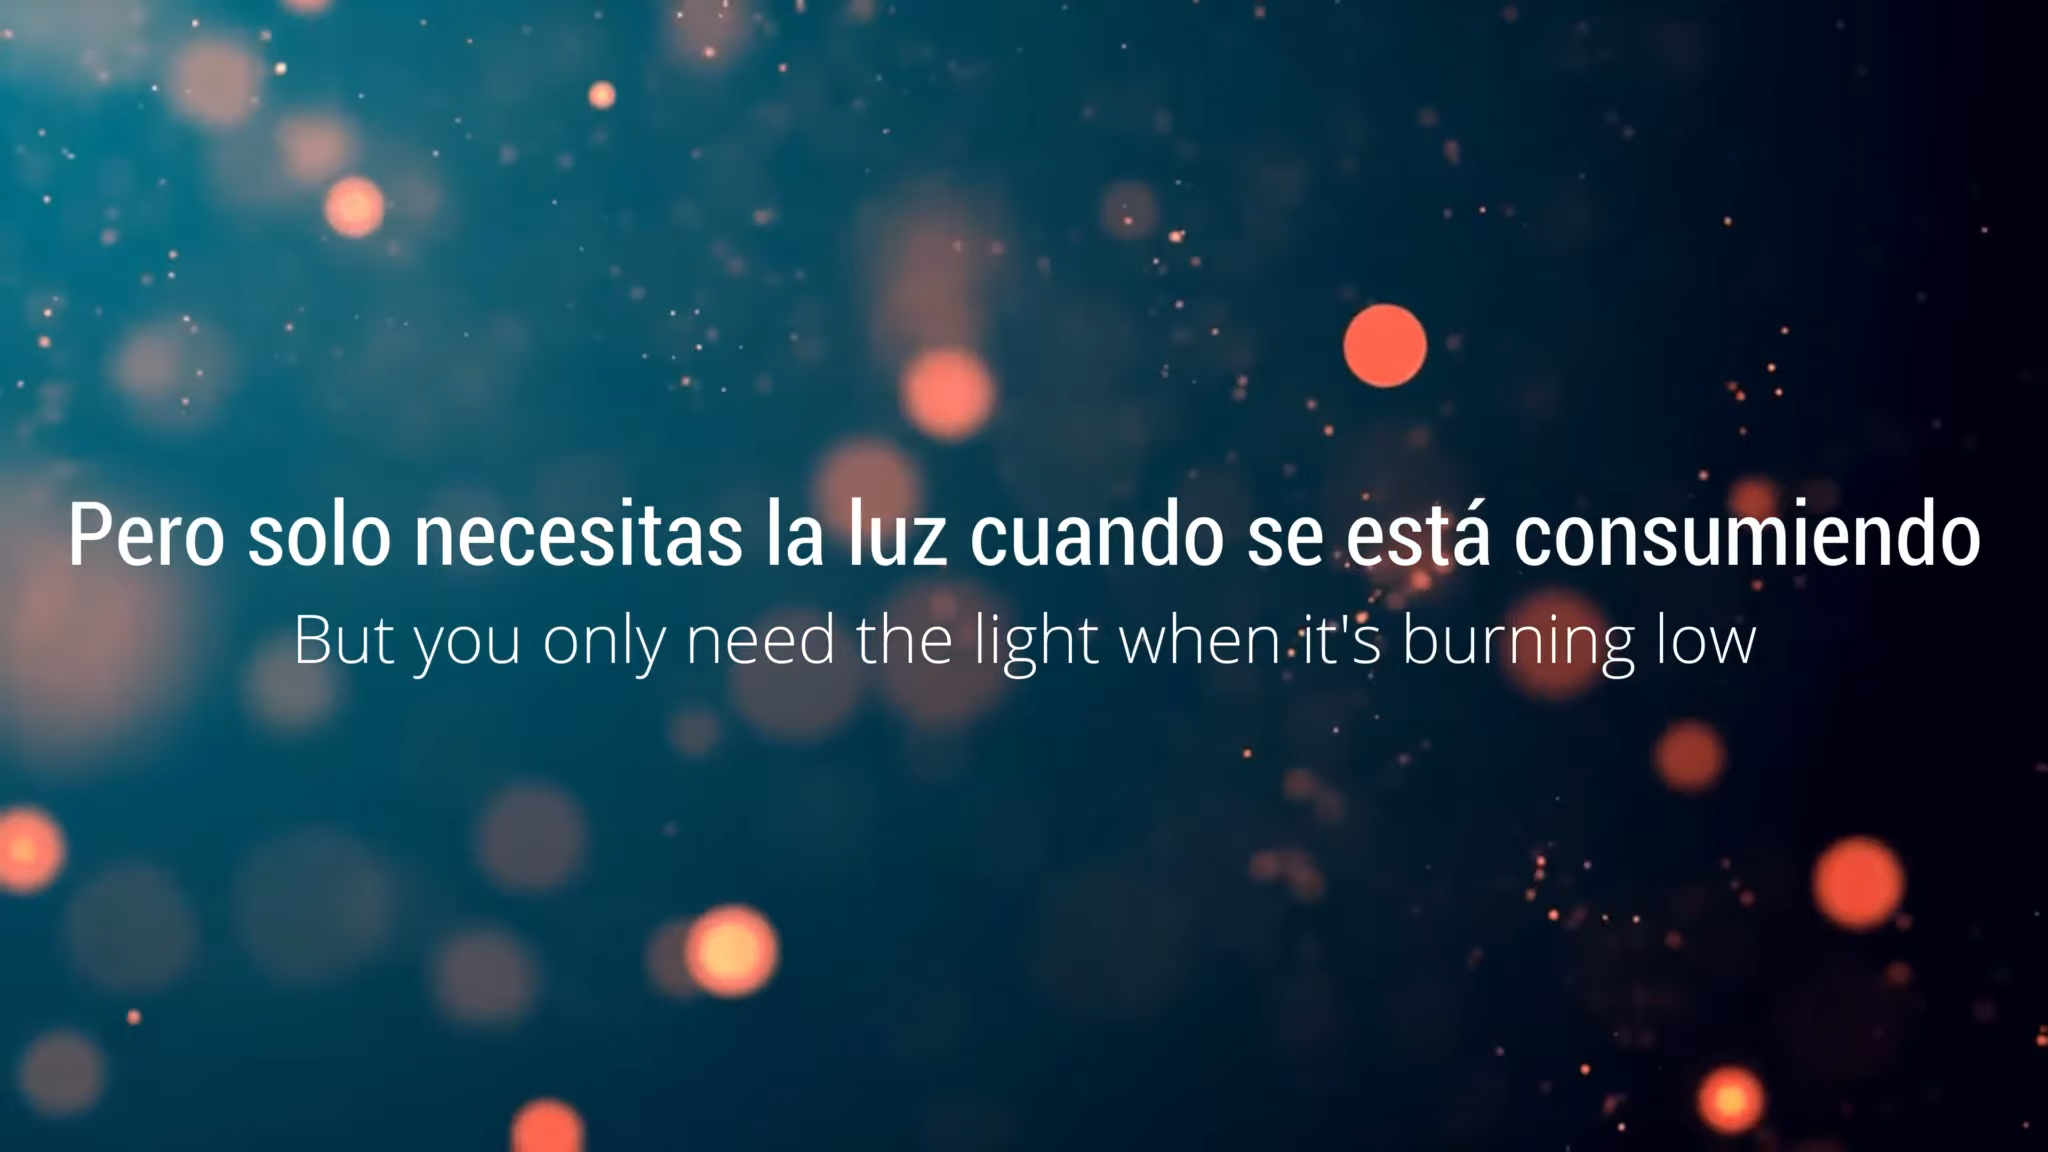 Pero solo necesitas la luz cuando se está consumiendo
But you only need the light when it's burning low